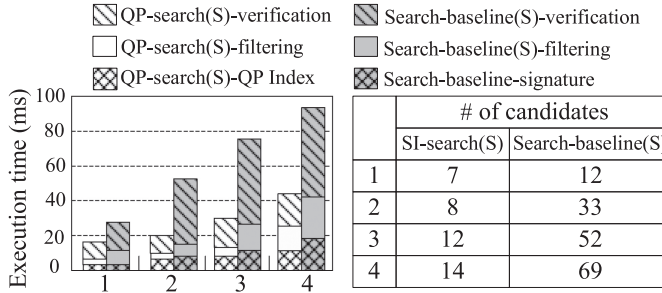 QP-search(S)-verification Search-baseline(S)-verification
QP-search(S)-filtering Search-baseline(S)-filtering
QP-search(S)-QP Index Search-baseline-signature
Execution time (ms)
100
80
60
40
20
0
1 2 3 4
# of candidates
SI-search(S) Search-baseline(S)
1 7 12
2 8 33
3 12 52
4 14 69